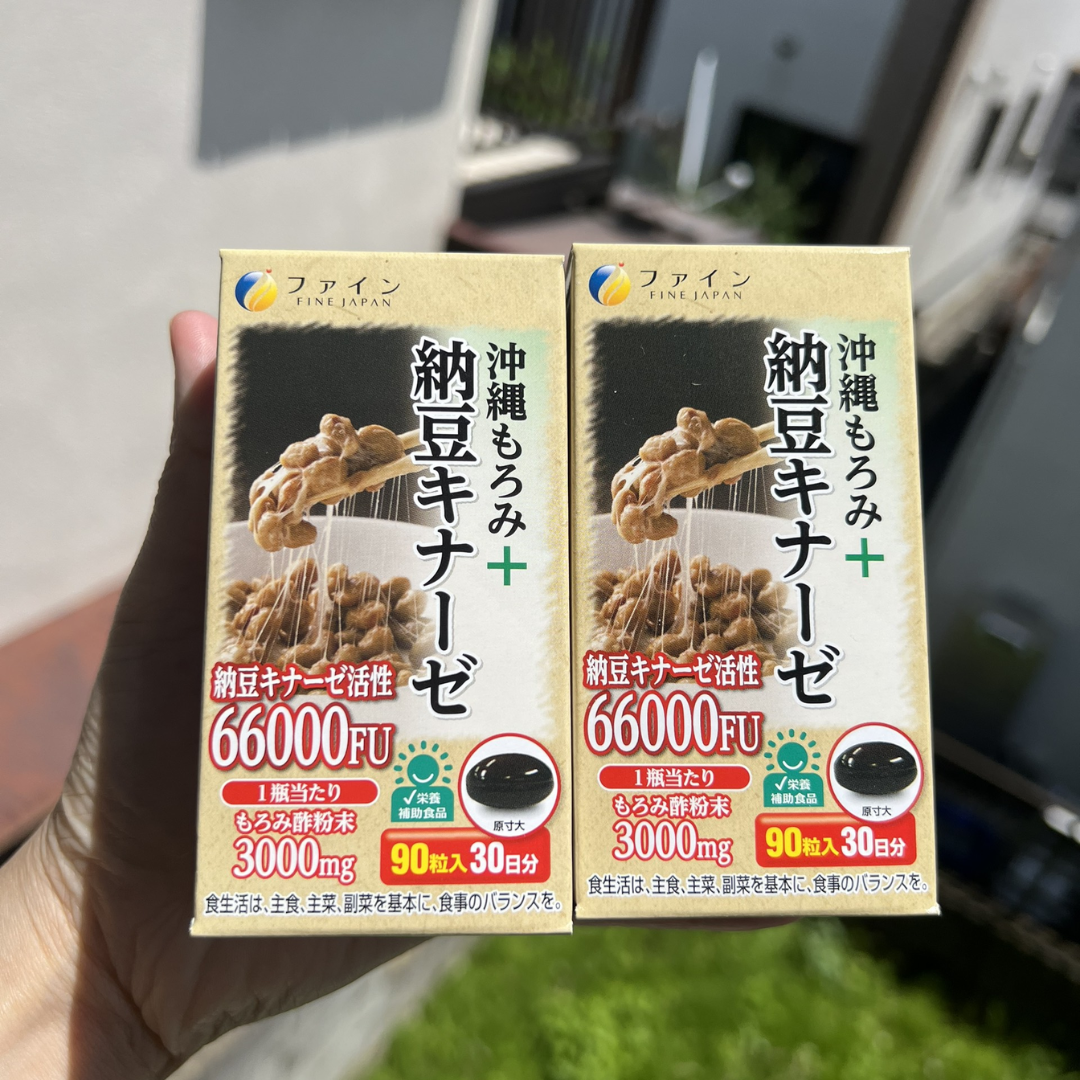 ファイン
FINE JAPAN
沖縄もろみ+
納豆キナーゼ
納豆キナーゼ活性
66000FU
1瓶当たり
もろみ酢粉末
3000mg
✓栄養
補助食品
原寸大
90粒入30日分
食生活は、主食、主菜、副菜を基本に、食事のバランスを。
ファイン
FINE JAPAN
沖縄もろみ+
納豆キナーゼ
納豆キナーゼ活性
66000FU
1瓶当たり
もろみ酢粉末
3000mg
✓栄養
補助食品
原寸大
90粒入30日分
食生活は、主食、主菜、副菜を基本に、食事のバランスを。